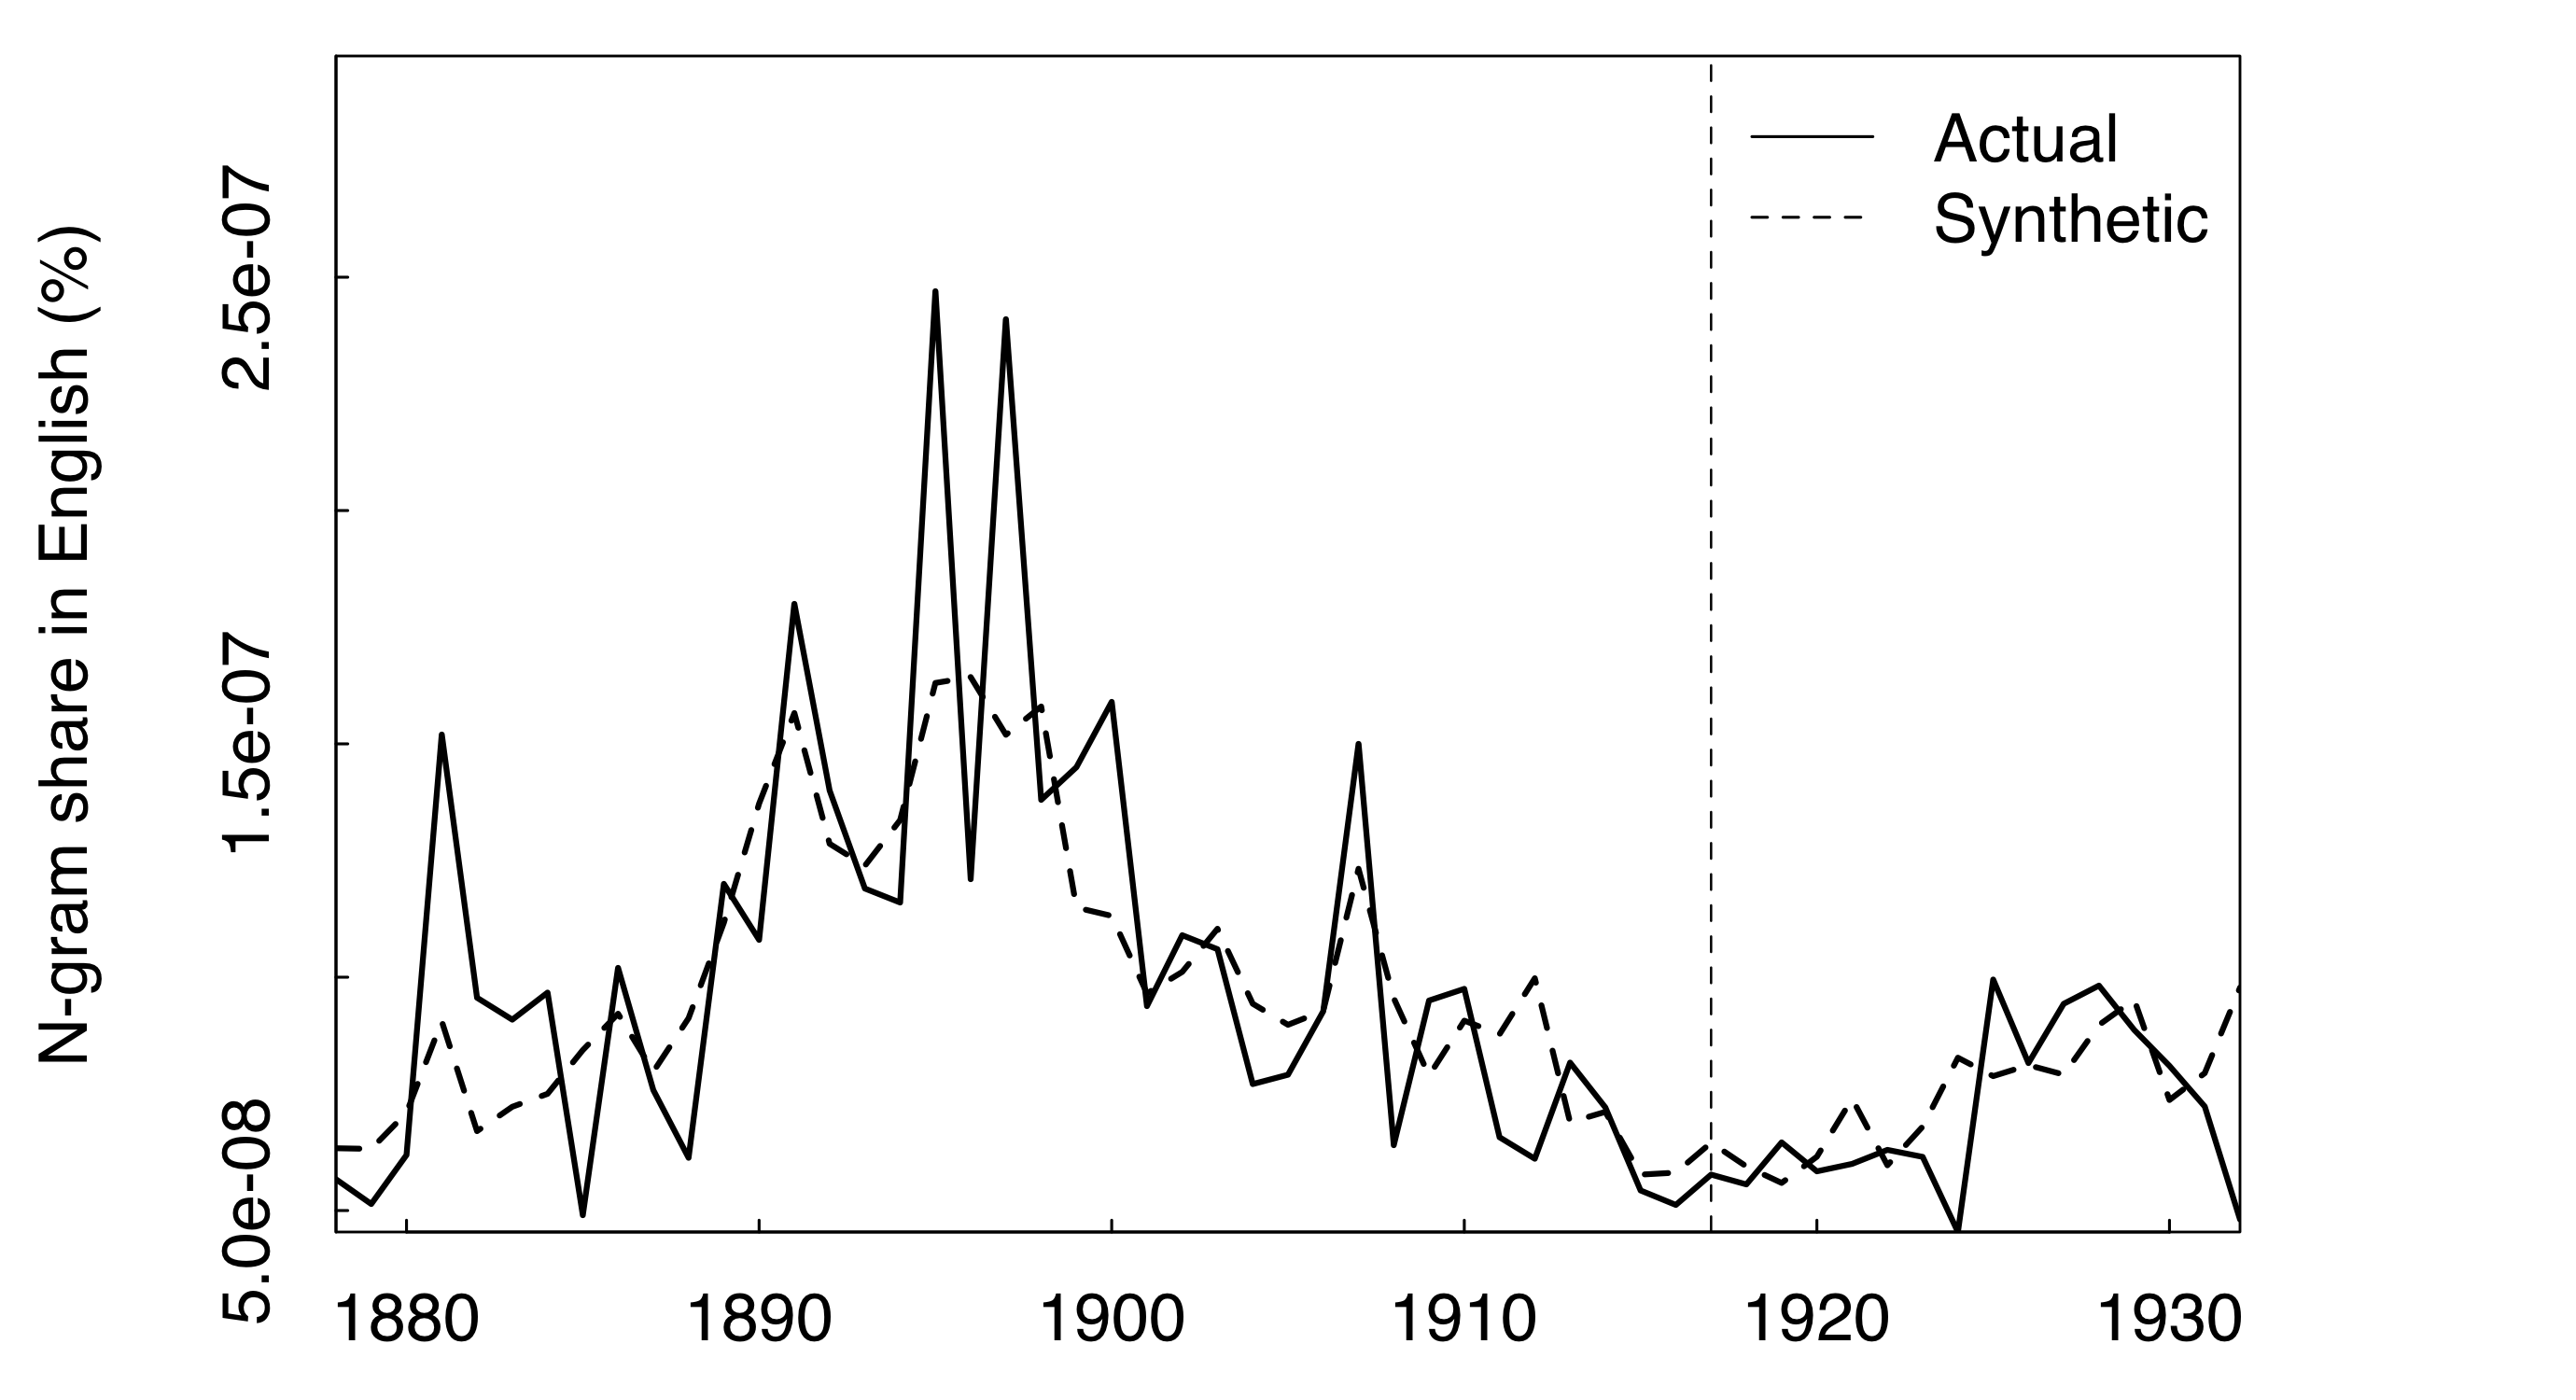 N-gram share in English (%)
2.5e-07
1.5e-07
5.0e-08
Actual
Synthetic
1880 1890 1900 1910 1920 1930